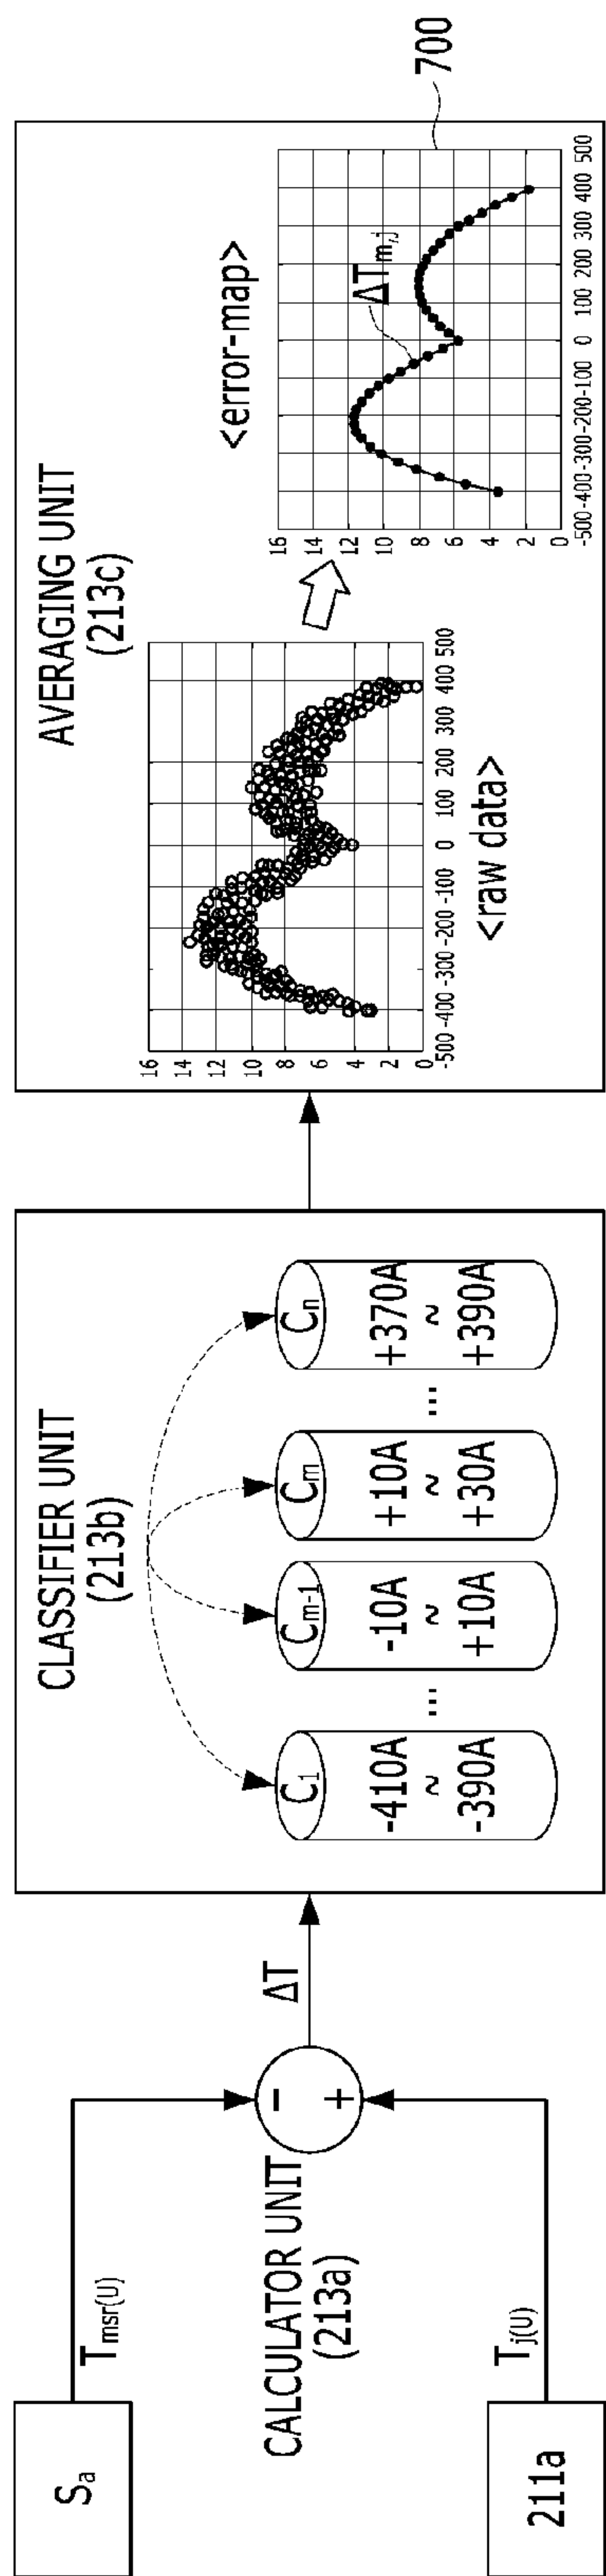 Sa
Tmsr(U)
211a
Tj(U)
CALCULATOR UNIT
(213a)
-
+
ΔT
CLASSIFIER UNIT
(213b)
C1
-410A
~
-390A
...
Cm-1
-10A
~
+10A
Cm
+10A
~
+30A
...
Cn
+370A
~
+390A
AVERAGING UNIT
(213c)
16
14
12
10
8
6
4
2
0
-500 -400 -300 -200 -100 0 100 200 300 400 500
<raw data>
<error-map>
ΔTm,j
16
14
12
10
8
6
4
2
0
-500 -400 -300 -200 -100 0 100 200 300 400 500
700